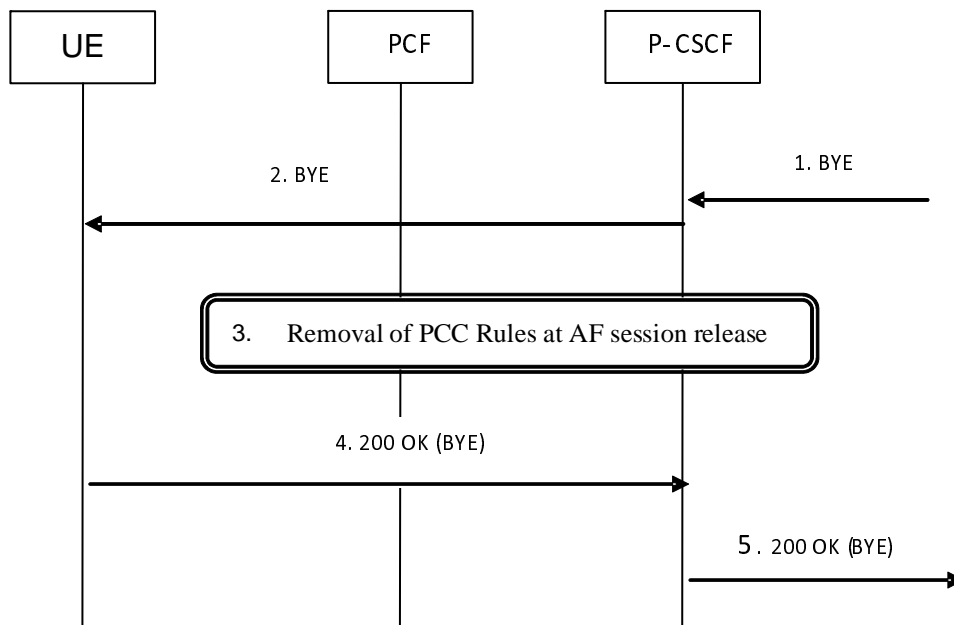 UE
PCF
P-CSCF
1. BYE
2. BYE
3. Removal of PCC Rules at AF session release
4. 200 OK (BYE)
5. 200 OK (BYE)